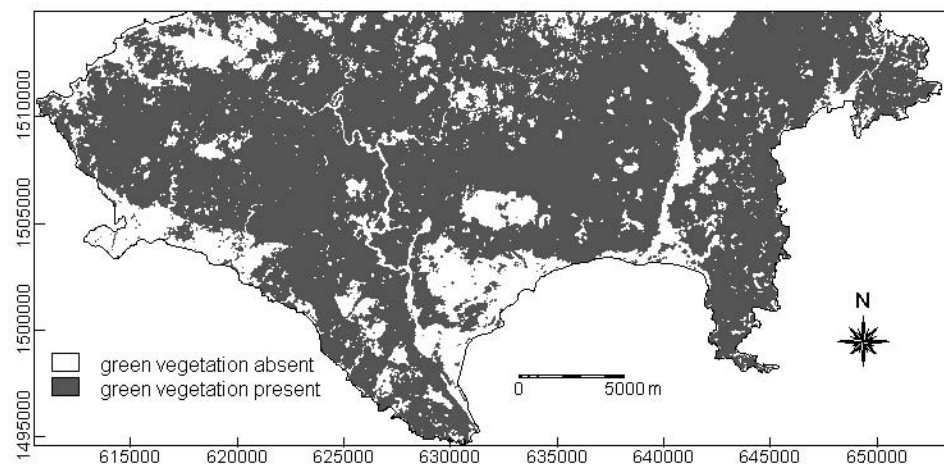 1510000
1505000
1500000
1495000
N
green vegetation absent
green vegetation present
0 5000 m
615000 620000 625000 630000 635000 640000 645000 650000